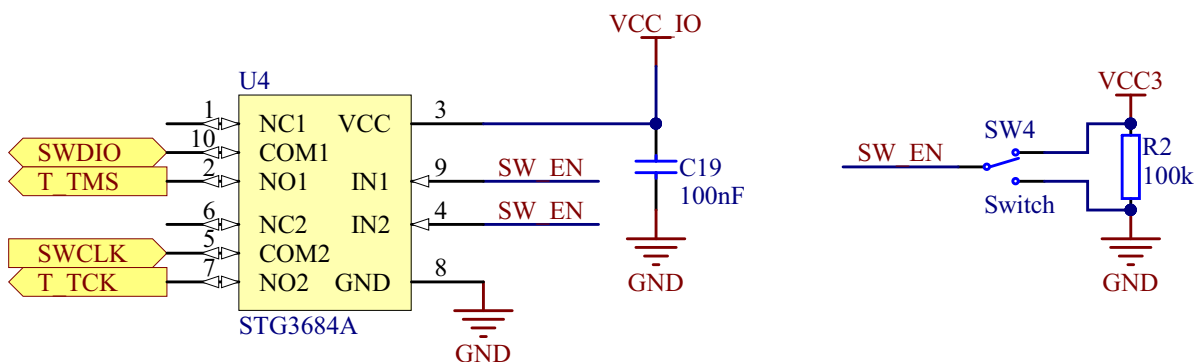 VCC_IO
U4
1 NC1 VCC 3
SWDIO 10 COM1
T_TMS 2 NO1 IN1 9 SW_EN
6 NC2 IN2 4 SW_EN
SWCLK 5 COM2
T_TCK 7 NO2 GND 8
STG3684A
GND
C19
100nF
GND
VCC3
SW4
SW_EN
Switch
R2
100k
GND